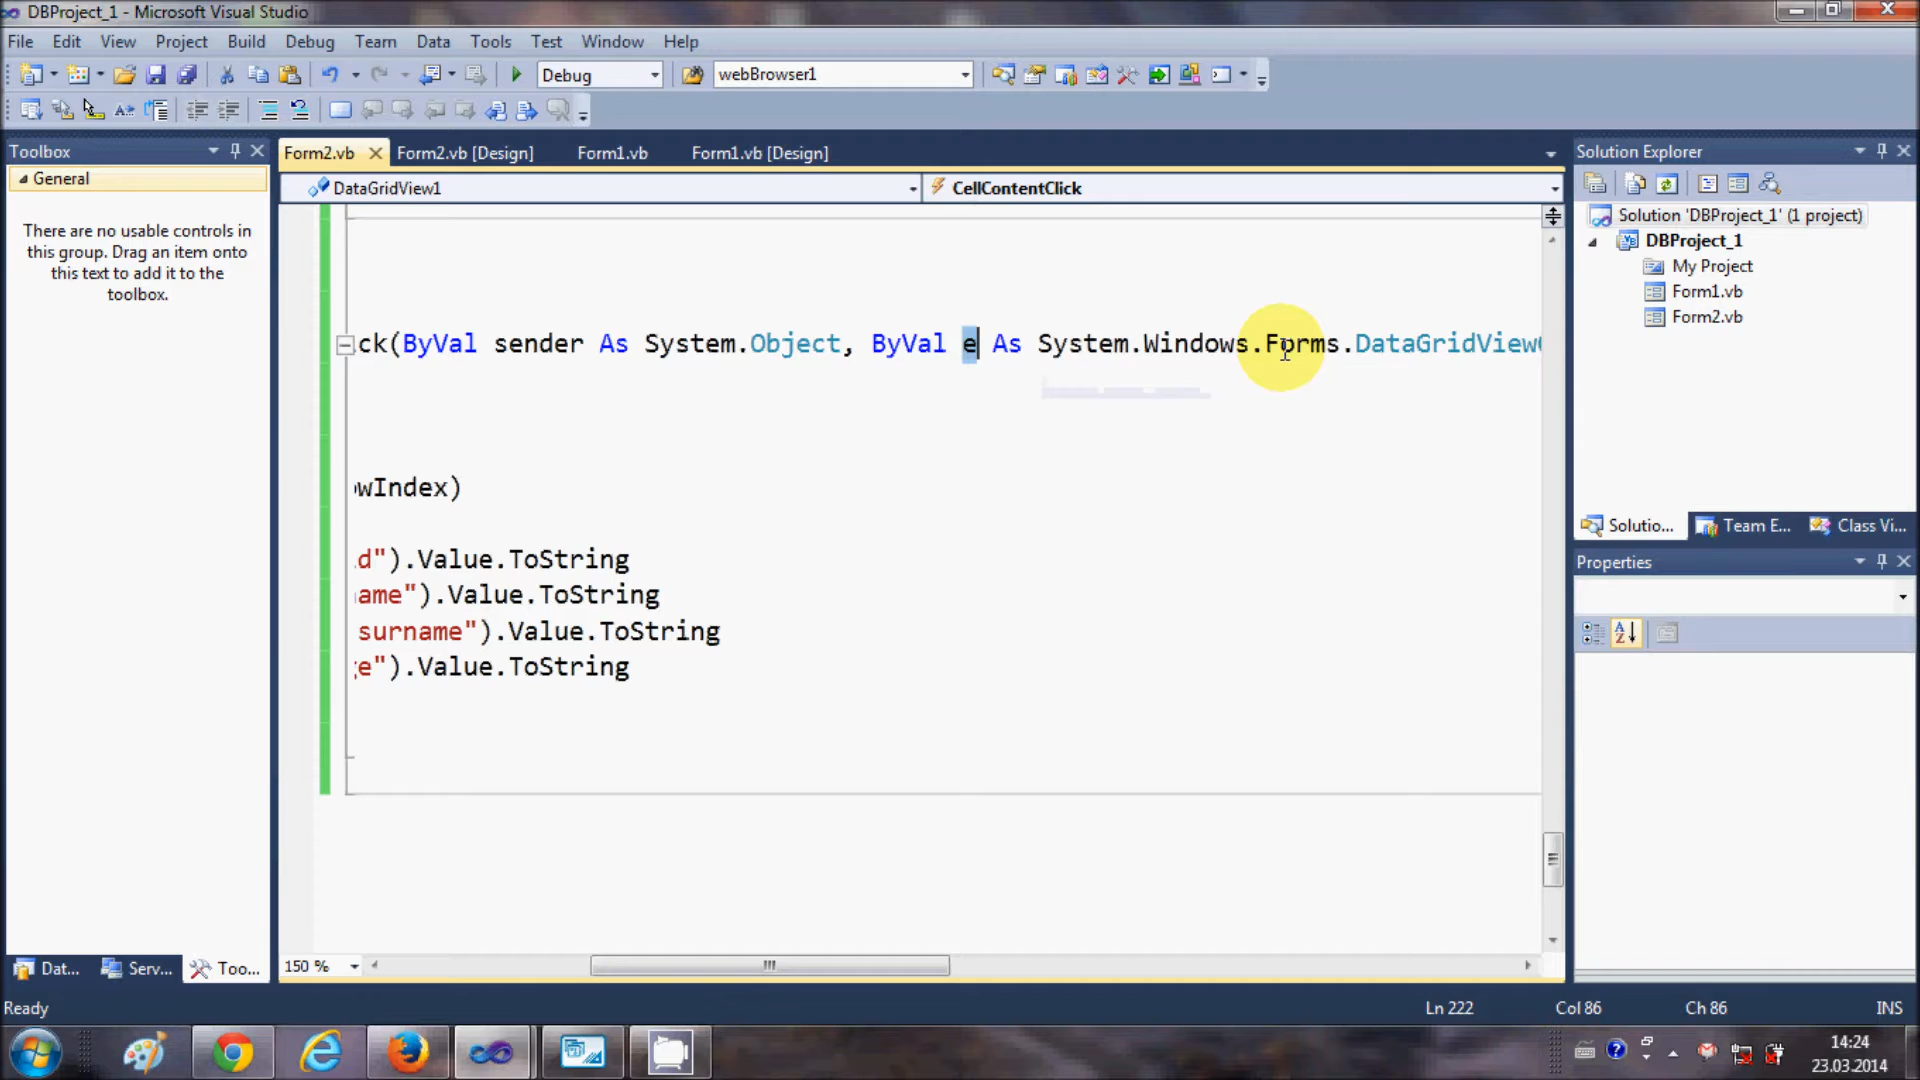 DBProject_1 - Microsoft Visual Studio
File Edit View Project Build Debug Team Data Tools Test Window Help
Debug webBrowser1
Toolbox
General
There are no usable controls in
this group. Drag an item onto
this text to add it to the
toolbox.
Form2.vb Form2.vb [Design] Form1.vb Form1.vb [Design]
DataGridView1 CellContentClick
ck(ByVal sender As System.Object, ByVal e As System.Windows.Forms.DataGridView
wIndex)
d").Value.ToString
ame").Value.ToString
surname").Value.ToString
ge").Value.ToString
150 %
Dat... Serv... Too...
Solution Explorer
Solution 'DBProject_1' (1 project)
DBProject_1
My Project
Form1.vb
Form2.vb
Solutio... Team E... Class Vi...
Properties
Ready Ln 222 Col 86 Ch 86 INS
14:24
23.03.2014